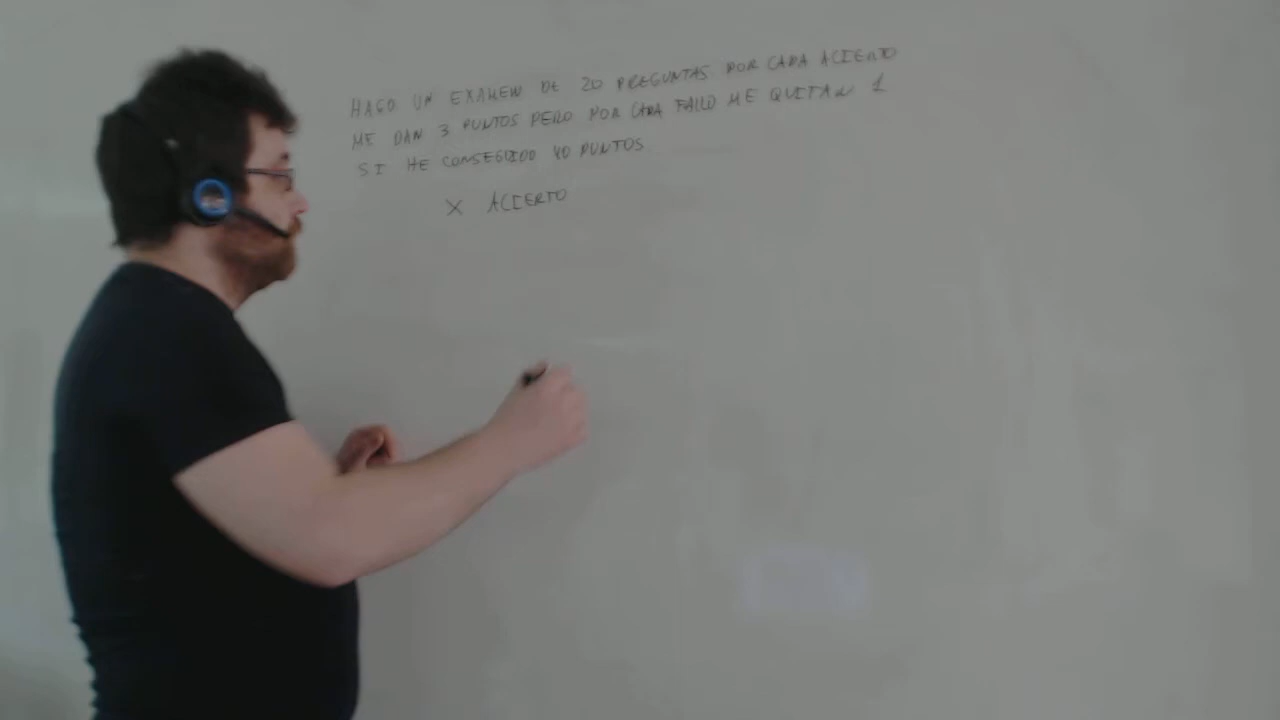 HAGO UN EXAMEN DE 20 PREGUNTAS POR CADA ACIERTO
ME DAN 3 PUNTOS PERO POR CADA FALLO ME QUITAN 1
SI HE CONSEGUIDO 40 PUNTOS
X ACIERTO